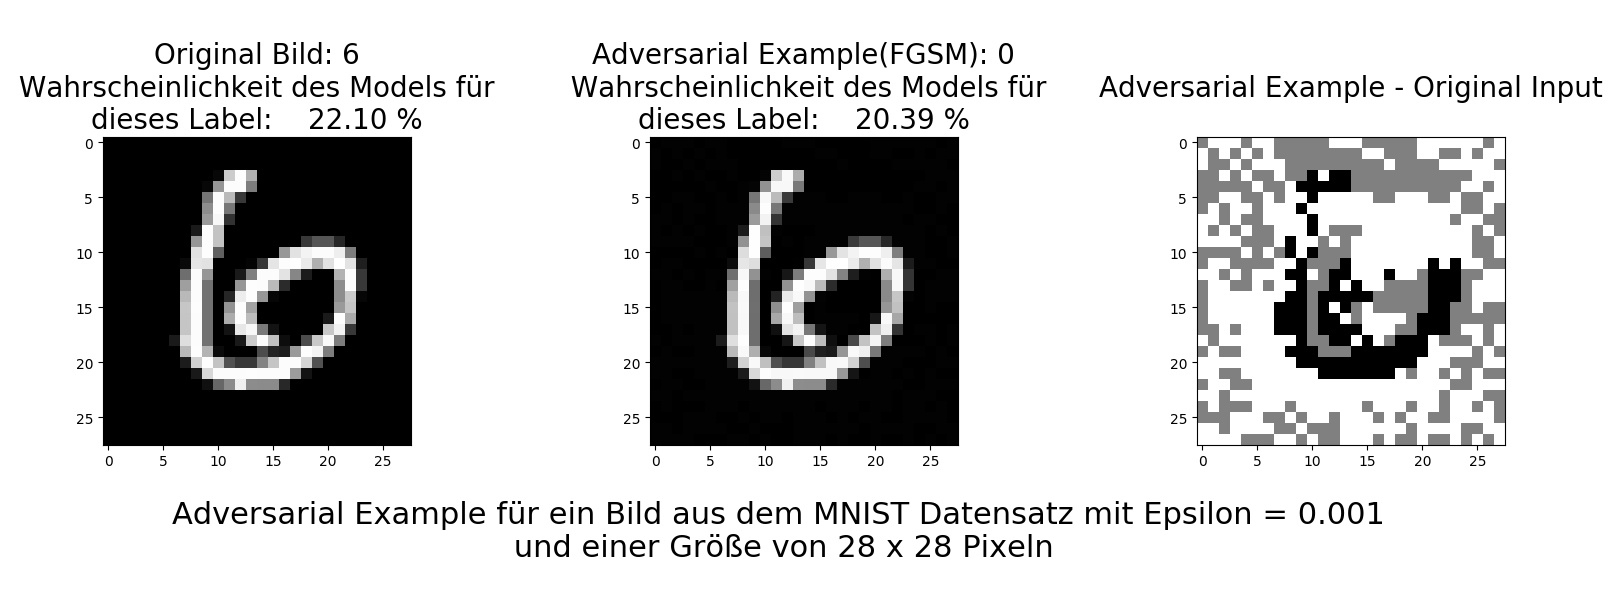 Original Bild: 6
Wahrscheinlichkeit des Models für
dieses Label:    22.10 %
Adversarial Example(FGSM): 0
Wahrscheinlichkeit des Models für
dieses Label:    20.39 %
Adversarial Example - Original Input
0
5
10
15
20
25
0 5 10 15 20 25
0
5
10
15
20
25
0 5 10 15 20 25
0
5
10
15
20
25
0 5 10 15 20 25
6
6
Adversarial Example für ein Bild aus dem MNIST Datensatz mit Epsilon = 0.001
und einer Größe von 28 x 28 Pixeln